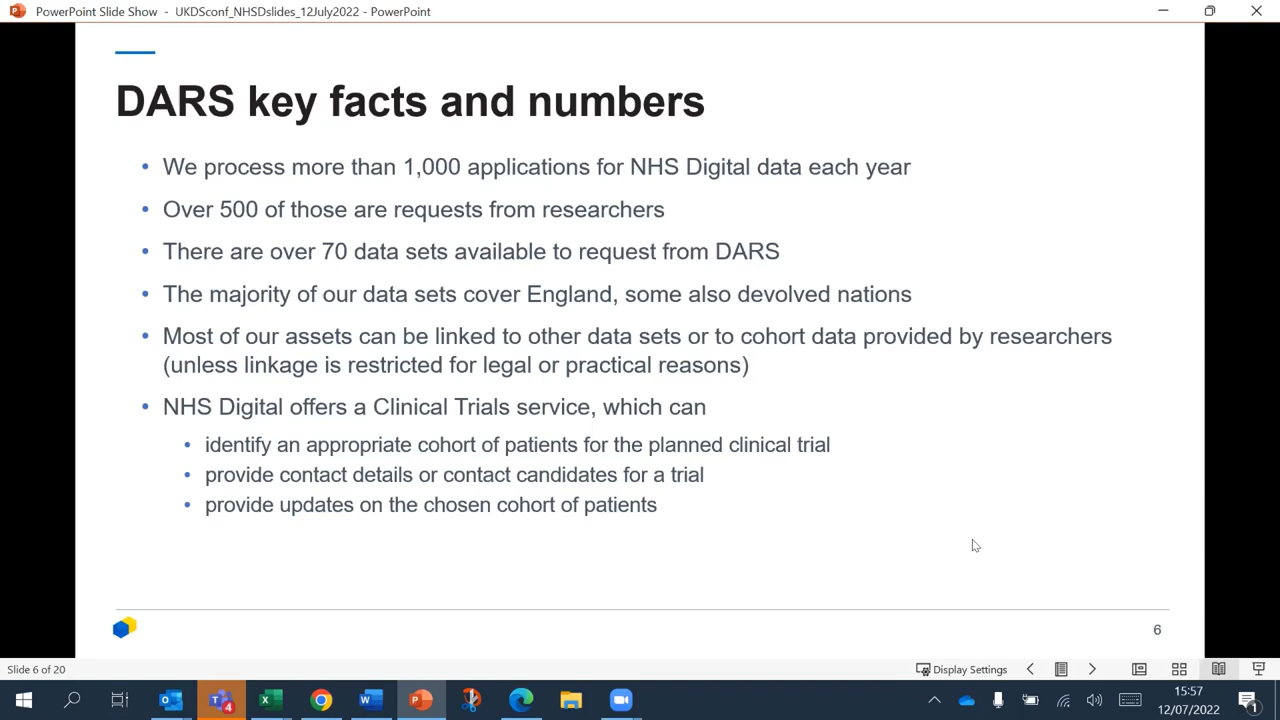 PowerPoint Slide Show - UKDSconf_NHSDslides_12July2022 - PowerPoint
DARS key facts and numbers
• We process more than 1,000 applications for NHS Digital data each year
• Over 500 of those are requests from researchers
• There are over 70 data sets available to request from DARS
• The majority of our data sets cover England, some also devolved nations
• Most of our assets can be linked to other data sets or to cohort data provided by researchers
(unless linkage is restricted for legal or practical reasons)
• NHS Digital offers a Clinical Trials service, which can
• identify an appropriate cohort of patients for the planned clinical trial
• provide contact details or contact candidates for a trial
• provide updates on the chosen cohort of patients
6
Slide 6 of 20
Display Settings
4
15:57
12/07/2022
1